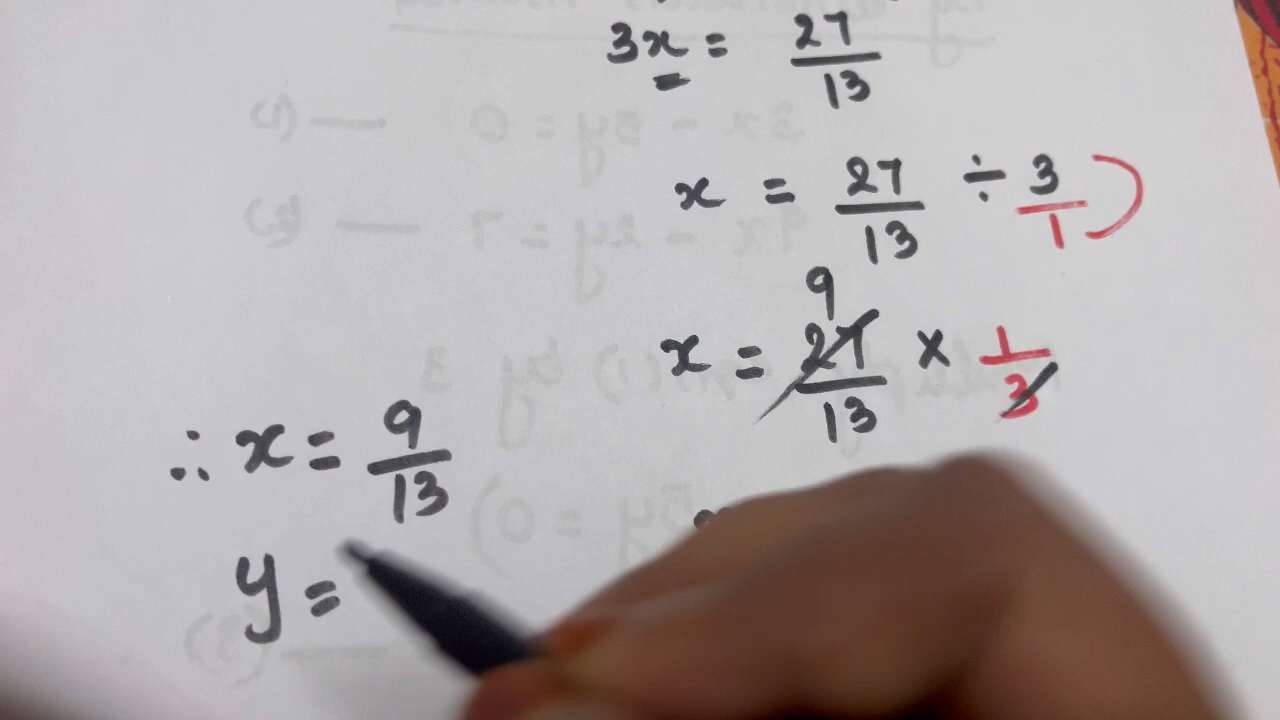 3x = 27/13
x = 27/13 ÷ 3/1
9
x = 27/13 × 1/3
∴ x = 9/13
y =